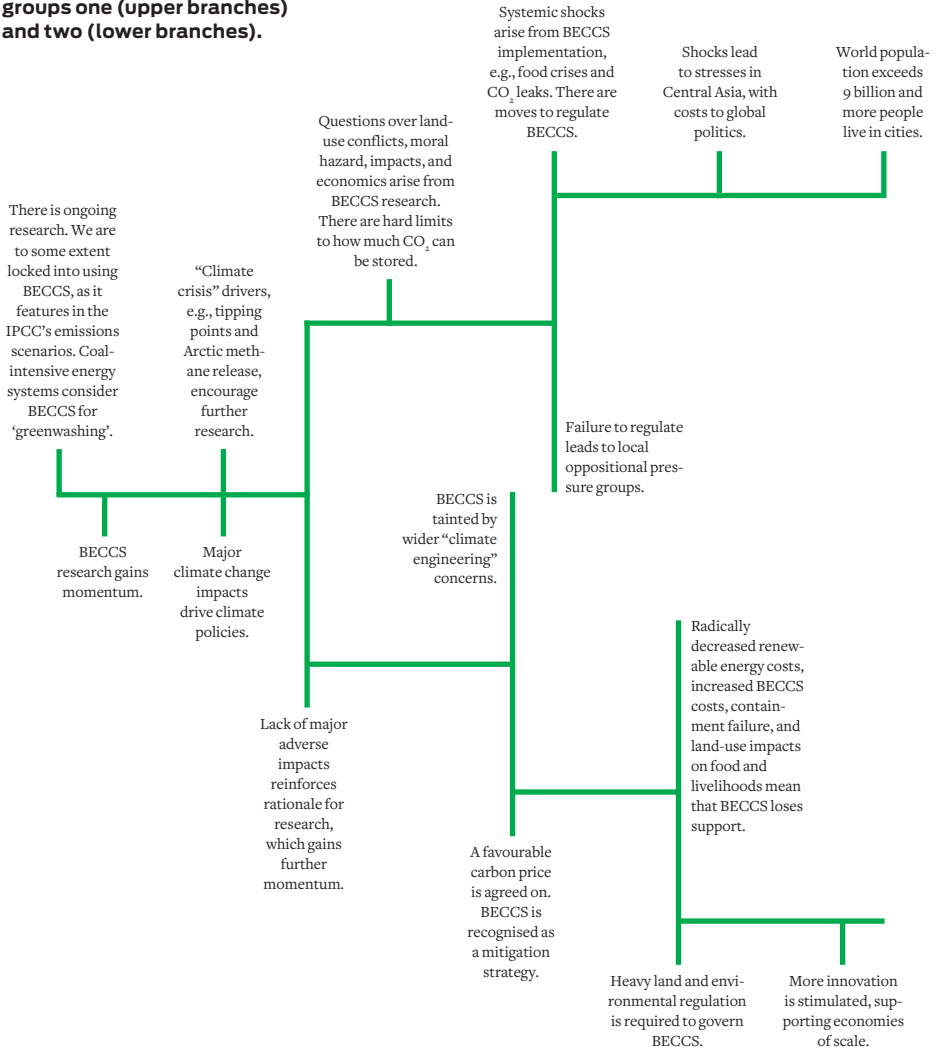 groups one (upper branches)
and two (lower branches).
Systemic shocks
arise from BECCS
implementation,
e.g., food crises and
CO₂ leaks. There are
moves to regulate
BECCS.
Shocks lead
to stresses in
Central Asia, with
costs to global
politics.
World popula-
tion exceeds
9 billion and
more people
live in cities.
Questions over land-
use conflicts, moral
hazard, impacts, and
economics arise from
BECCS research.
There are hard limits
to how much CO₂ can
be stored.
There is ongoing
research. We are
to some extent
locked into using
BECCS, as it
features in the
IPCC’s emissions
scenarios. Coal-
intensive energy
systems consider
BECCS for
‘greenwashing’.
“Climate
crisis” drivers,
e.g., tipping
points and
Arctic meth-
ane release,
encourage
further
research.
Failure to regulate
leads to local
oppositional pres-
sure groups.
BECCS
research gains
momentum.
Major
climate change
impacts
drive climate
policies.
BECCS is
tainted by
wider “climate
engineering”
concerns.
Radically
decreased renew-
able energy costs,
increased BECCS
costs, contain-
ment failure, and
land-use impacts
on food and
livelihoods mean
that BECCS loses
support.
Lack of major
adverse
impacts
reinforces
rationale for
research,
which gains
further
momentum.
A favourable
carbon price
is agreed on.
BECCS is
recognised as
a mitigation
strategy.
Heavy land and envi-
ronmental regulation
is required to govern
BECCS.
More innovation
is stimulated, sup-
porting economies
of scale.